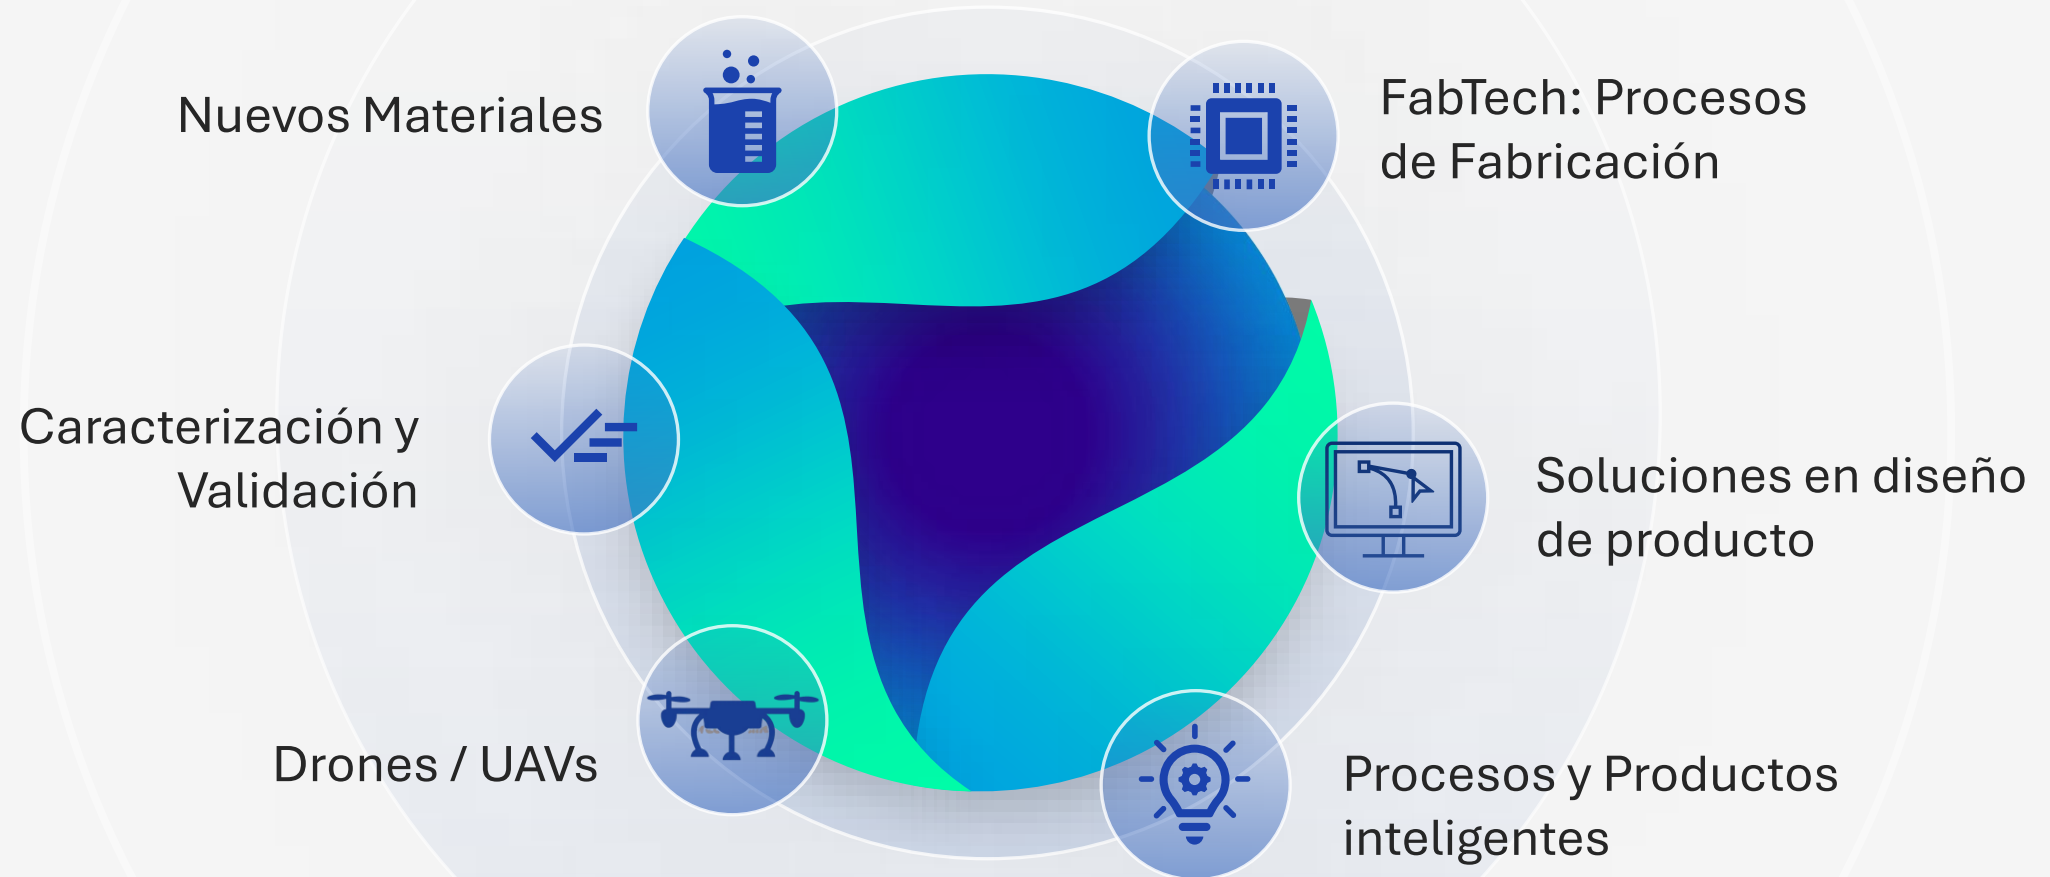 Nuevos Materiales
FabTech: Procesos
de Fabricación
Caracterización y
Validación
Soluciones en diseño
de producto
Drones / UAVs
Procesos y Productos
inteligentes